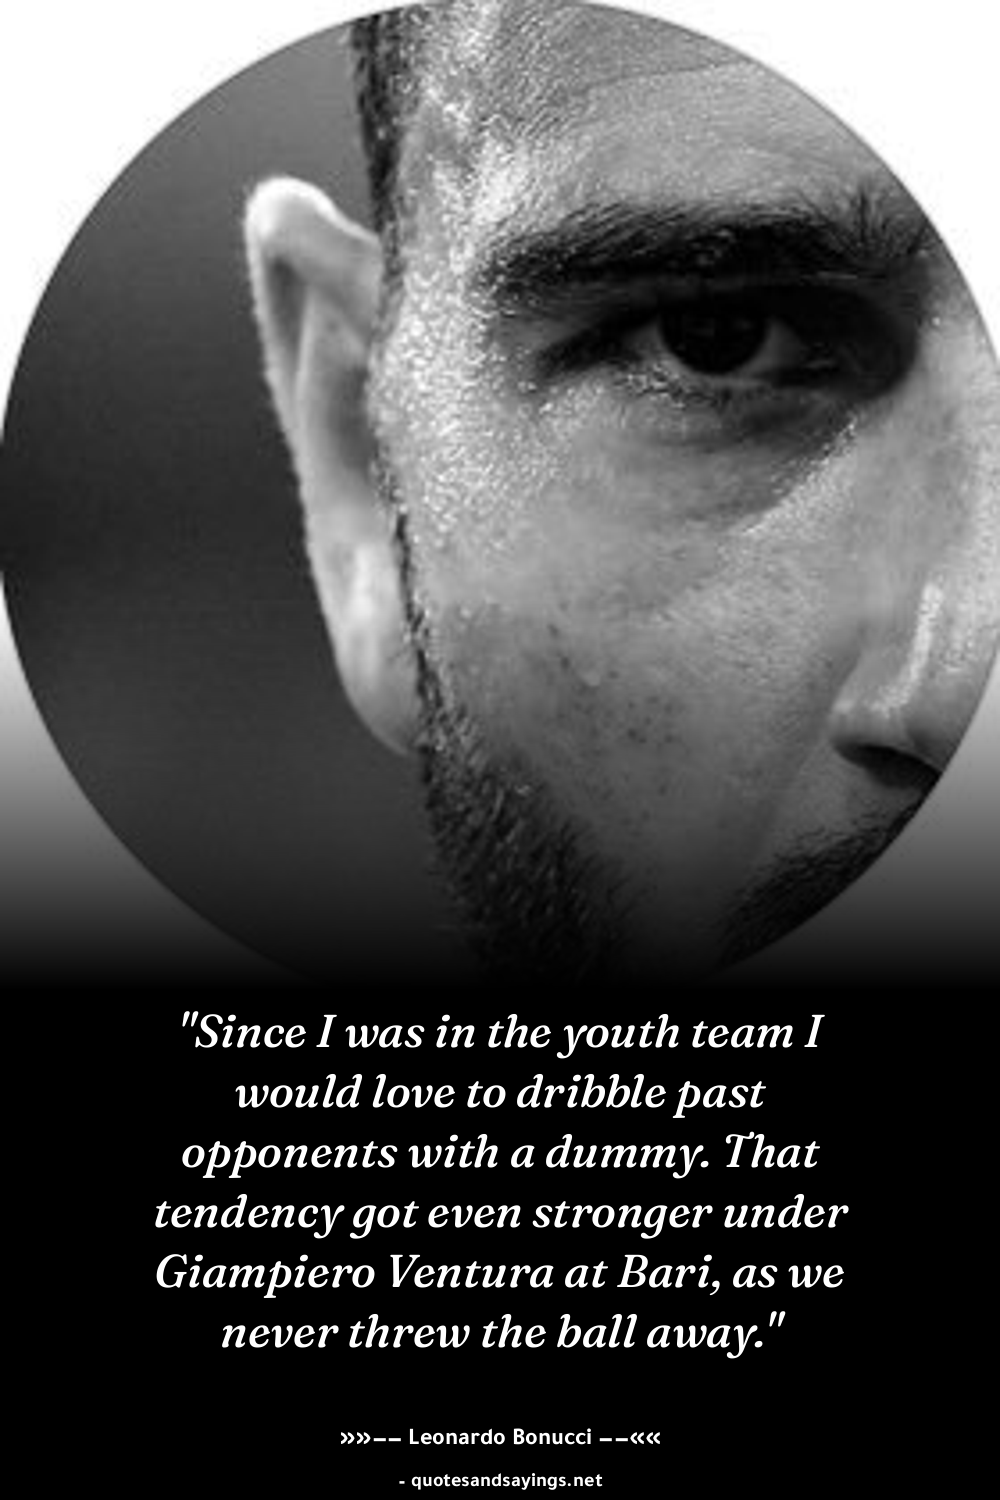 "Since I was in the youth team I
would love to dribble past
opponents with a dummy. That
tendency got even stronger under
Giampiero Ventura at Bari, as we
never threw the ball away."
»»−− Leonardo Bonucci −−««
- quotesandsayings.net